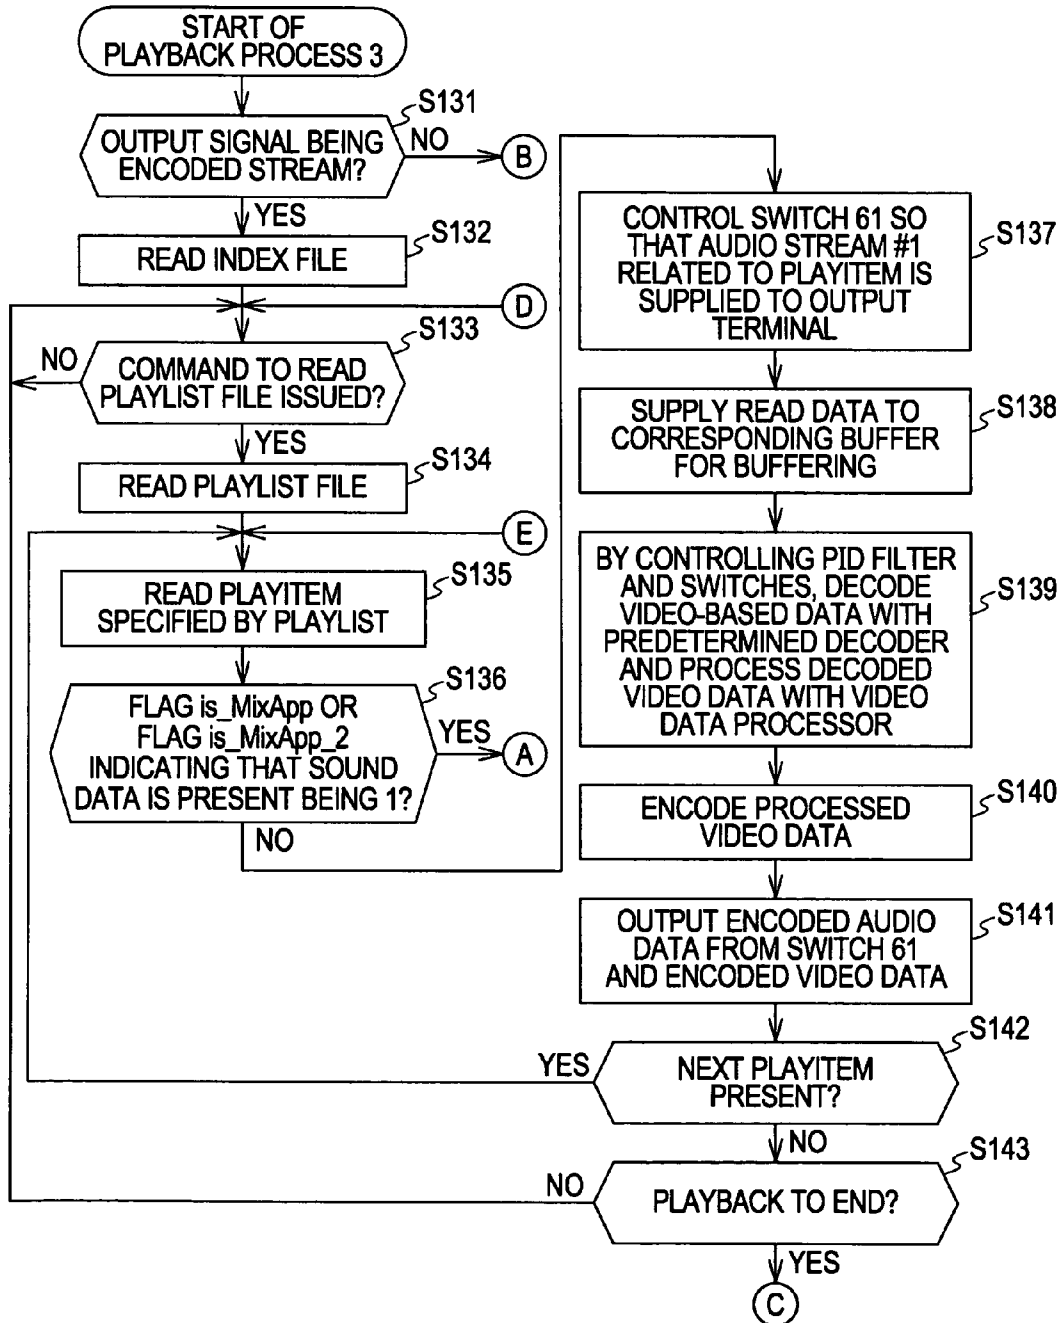 START OF
PLAYBACK PROCESS 3
S131
OUTPUT SIGNAL BEING
ENCODED STREAM?
NO
B
YES
S132
READ INDEX FILE
D
S133
NO
COMMAND TO READ
PLAYLIST FILE ISSUED?
YES
S134
READ PLAYLIST FILE
E
S135
READ PLAYITEM
SPECIFIED BY PLAYLIST
S136
FLAG is_MixApp OR
FLAG is_MixApp_2
INDICATING THAT SOUND
DATA IS PRESENT BEING 1?
YES
A
NO
S137
CONTROL SWITCH 61 SO
THAT AUDIO STREAM #1
RELATED TO PLAYITEM IS
SUPPLIED TO OUTPUT
TERMINAL
S138
SUPPLY READ DATA TO
CORRESPONDING BUFFER
FOR BUFFERING
S139
BY CONTROLLING PID FILTER
AND SWITCHES, DECODE
VIDEO-BASED DATA WITH
PREDETERMINED DECODER
AND PROCESS DECODED
VIDEO DATA WITH VIDEO
DATA PROCESSOR
S140
ENCODE PROCESSED
VIDEO DATA
S141
OUTPUT ENCODED AUDIO
DATA FROM SWITCH 61
AND ENCODED VIDEO DATA
S142
YES
NEXT PLAYITEM
PRESENT?
NO
S143
NO
PLAYBACK TO END?
YES
C